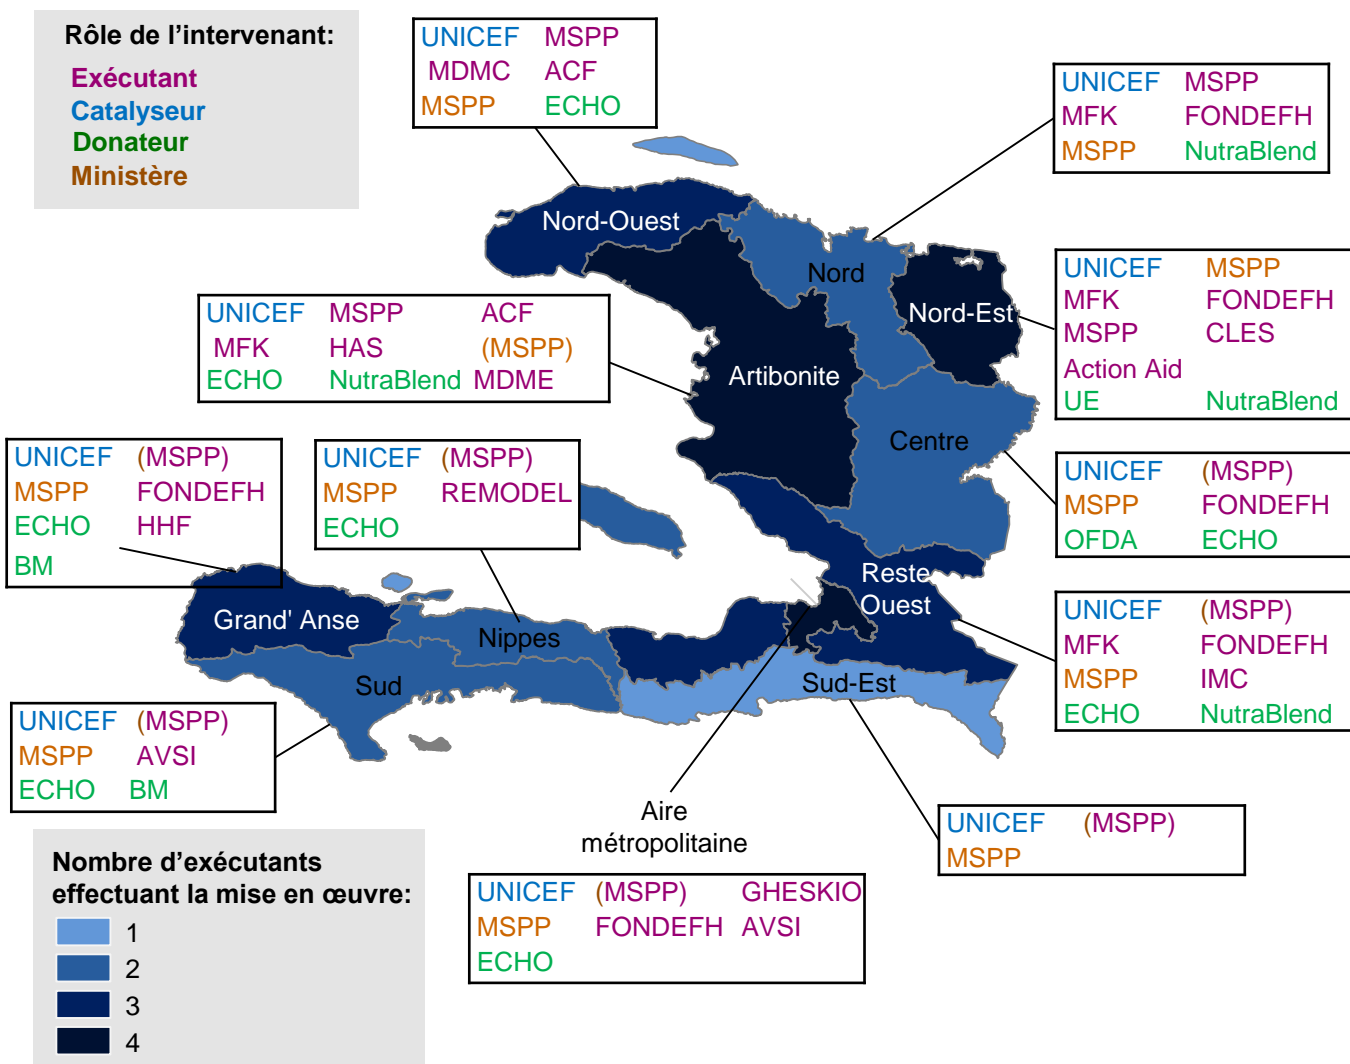 Rôle de l'intervenant:
Exécutant
Catalyseur
Donateur
Ministère
UNICEF MSPP
MDMC ACF
MSPP ECHO
UNICEF MSPP
MFK FONDEFH
MSPP NutraBlend
Nord-Ouest
Nord
Nord-Est
UNICEF MSPP
MFK FONDEFH
MSPP CLES
Action Aid
UE NutraBlend
UNICEF MSPP ACF
MFK HAS (MSPP)
ECHO NutraBlend MDME
Artibonite
Centre
UNICEF (MSPP)
MSPP FONDEFH
ECHO HHF
BM
UNICEF (MSPP)
MSPP REMODEL
ECHO
UNICEF (MSPP)
MSPP FONDEFH
OFDA ECHO
Reste
Ouest
Grand' Anse
Nippes
Sud
Sud-Est
UNICEF (MSPP)
MFK FONDEFH
MSPP IMC
ECHO NutraBlend
UNICEF (MSPP)
MSPP AVSI
ECHO BM
Aire
métropolitaine
UNICEF (MSPP)
MSPP
UNICEF (MSPP) GHESKIO
MSPP FONDEFH AVSI
ECHO
Nombre d'exécutants
effectuant la mise en œuvre:
1
2
3
4